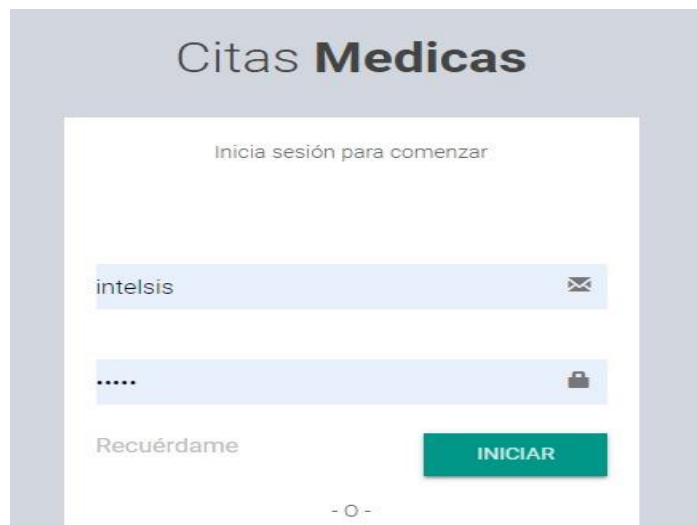 Citas Medicas
Inicia sesión para comenzar
intelsis
•••••
Recuérdame INICIAR
- O -